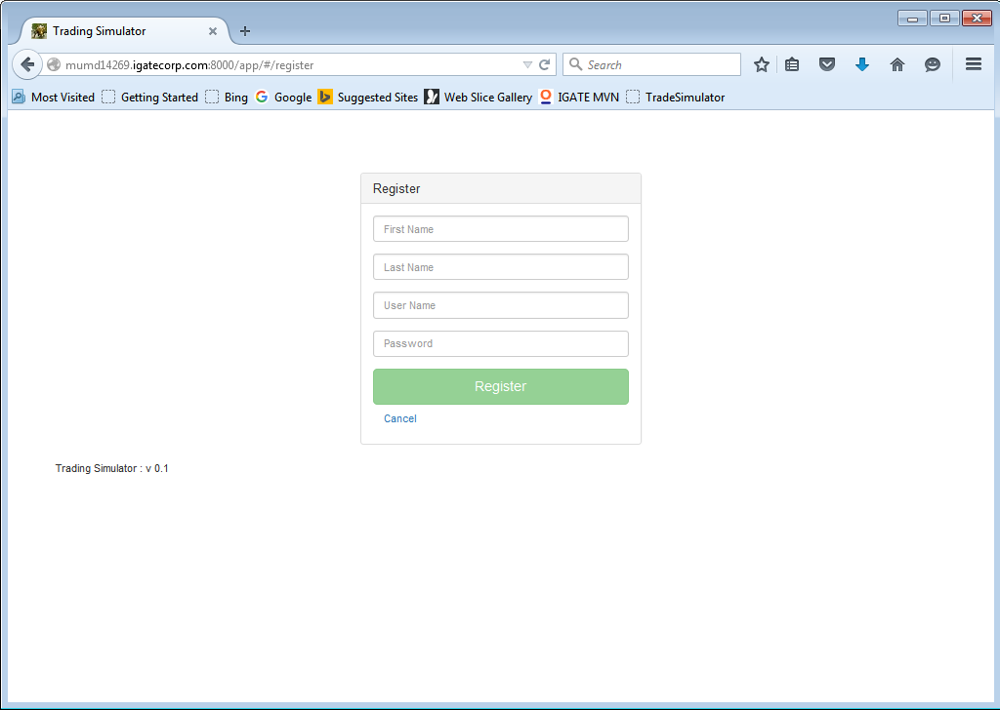 Trading Simulator
mumd14269.igatecorp.com:8000/app/#/register
Search
Most Visited Getting Started Bing Google Suggested Sites Web Slice Gallery IGATE MVN TradeSimulator
Register
First Name
Last Name
User Name
Password
Register
Cancel
Trading Simulator : v 0.1